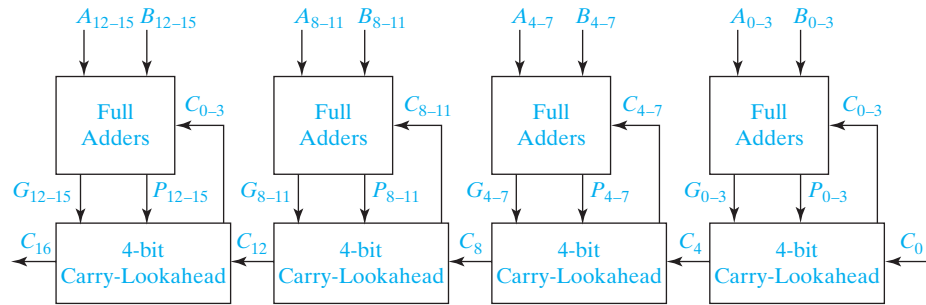 A12–15 B12–15 A8–11 B8–11 A4–7 B4–7 A0–3 B0–3
Full Adders C0–3
Full Adders C8–11
Full Adders C4–7
Full Adders C0–3
G12–15 P12–15 G8–11 P8–11 G4–7 P4–7 G0–3 P0–3
C16
4-bit
Carry-Lookahead
C12
4-bit
Carry-Lookahead
C8
4-bit
Carry-Lookahead
C4
4-bit
Carry-Lookahead
C0